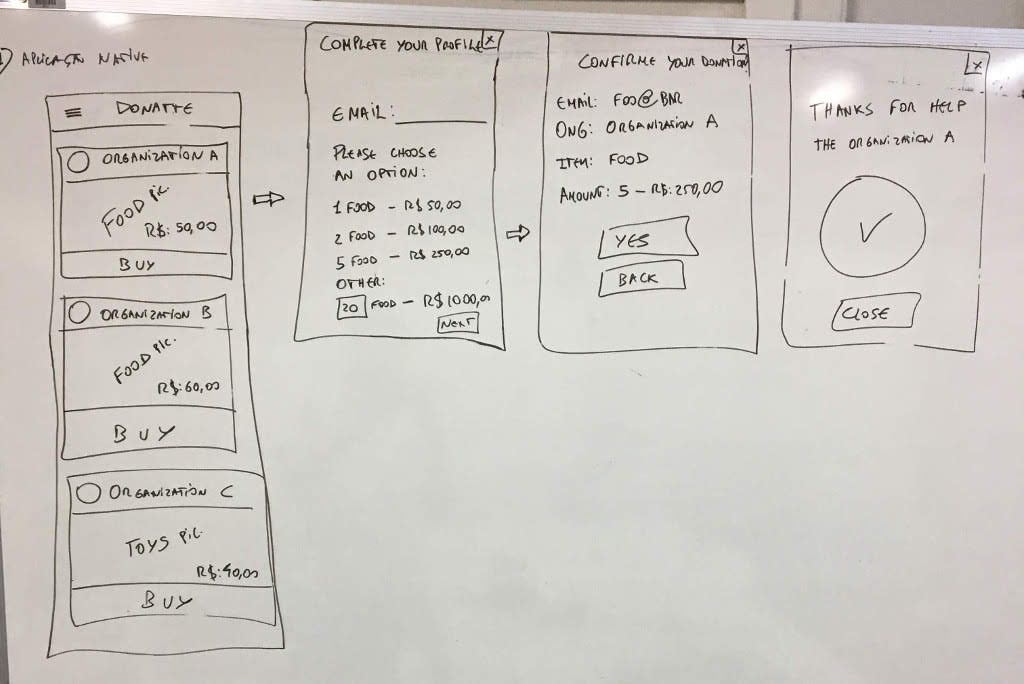 1) APLICAÇÃO NATIVE
DONATTE
ORGANIZATION A
FOOD PIC.
R$: 50,00
BUY
ORGANIZATION B
FOOD PIC.
R$:60,00
BUY
ORGANIZATION C
TOYS PIC.
R$:40,00
BUY
COMPLETE YOUR PROFILE X
EMAIL:
PLEASE CHOOSE
AN OPTION:
1 FOOD – R$ 50,00
2 FOOD – R$ 100,00
5 FOOD – R$ 250,00
OTHER:
20 FOOD – R$1000,00
NEXT
X
CONFIRME YOUR DONATION
EMAIL: FOO@BAR
ONG: ORGANIZATION A
ITEM: FOOD
AMOUNT: 5 – R$:250,00
YES
BACK
X
THANKS FOR HELP
THE ORGANIZATION A
CLOSE